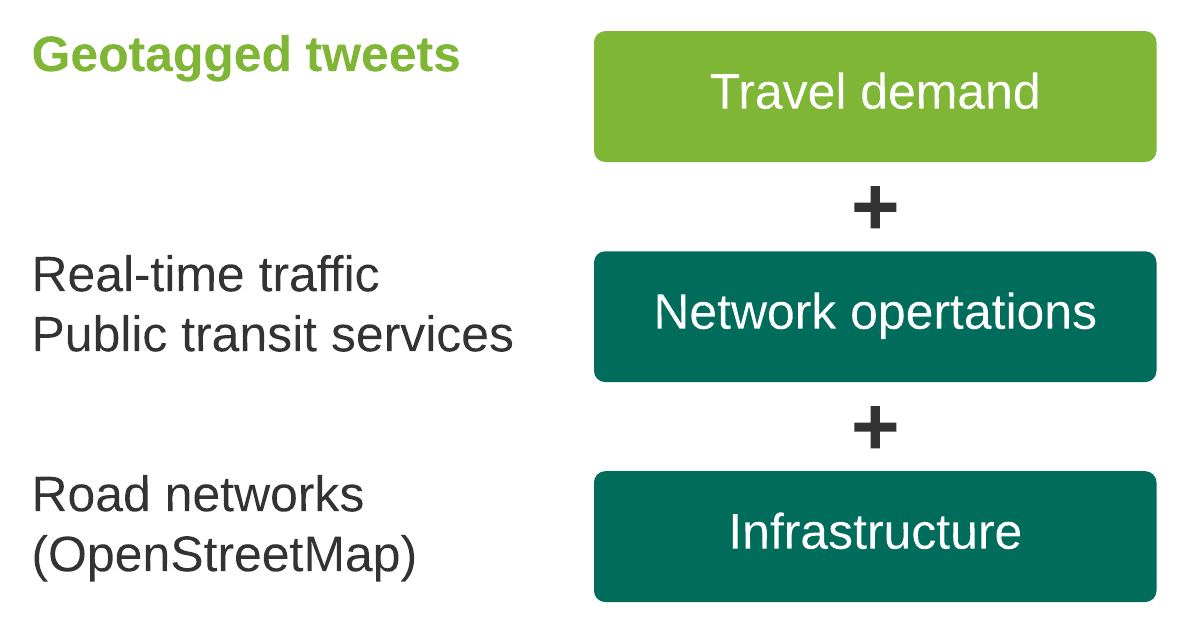 Geotagged tweets
Travel demand
+
Real-time traffic
Public transit services
Network opertations
+
Road networks
(OpenStreetMap)
Infrastructure